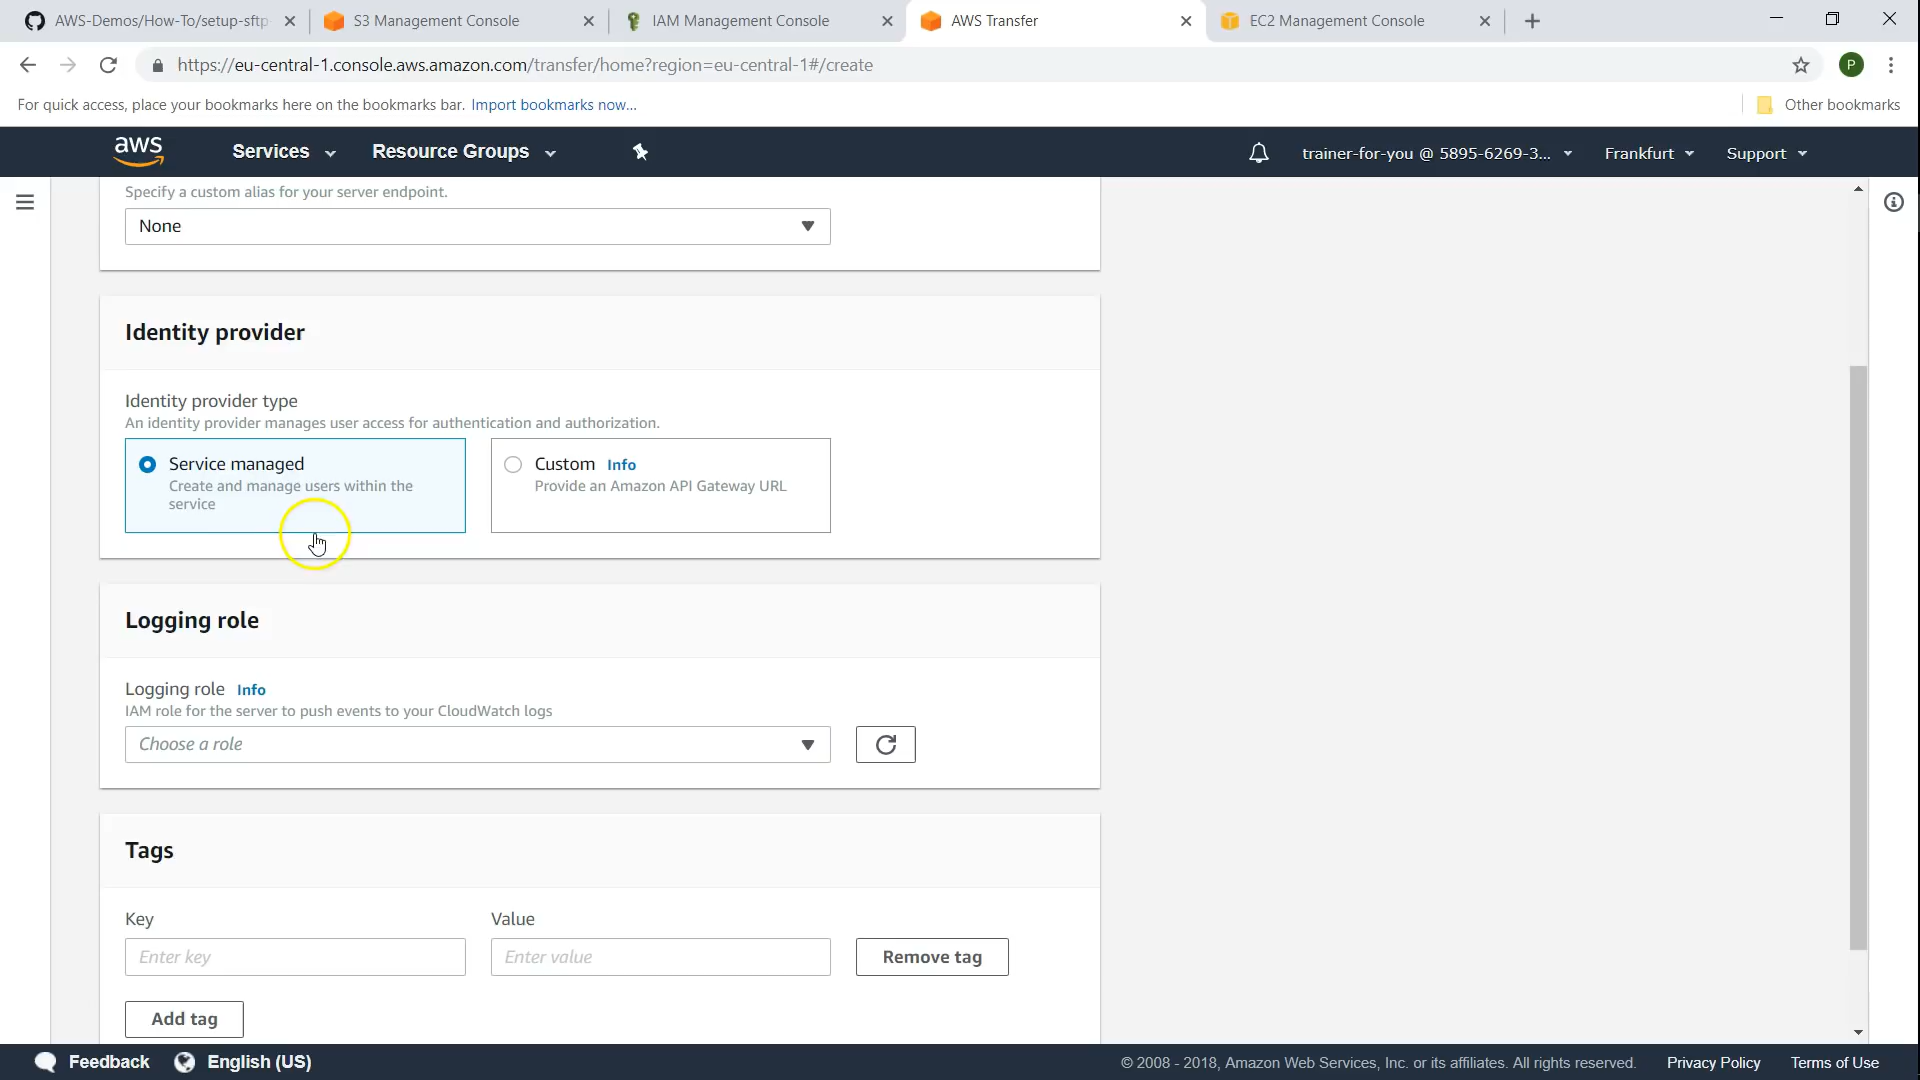 AWS-Demos/How-To/setup-sftp
S3 Management Console
IAM Management Console
AWS Transfer
EC2 Management Console
https://eu-central-1.console.aws.amazon.com/transfer/home?region=eu-central-1#/create
P
For quick access, place your bookmarks here on the bookmarks bar. Import bookmarks now...
Other bookmarks
aws
Services
Resource Groups
trainer-for-you @ 5895-6269-3...
Frankfurt
Support
Specify a custom alias for your server endpoint.
None
Identity provider
Identity provider type
An identity provider manages user access for authentication and authorization.
Service managed
Create and manage users within the
service
Custom Info
Provide an Amazon API Gateway URL
Logging role
Logging role Info
IAM role for the server to push events to your CloudWatch logs
Choose a role
Tags
Key
Value
Enter key
Enter value
Remove tag
Add tag
Feedback
English (US)
© 2008 - 2018, Amazon Web Services, Inc. or its affiliates. All rights reserved.
Privacy Policy
Terms of Use